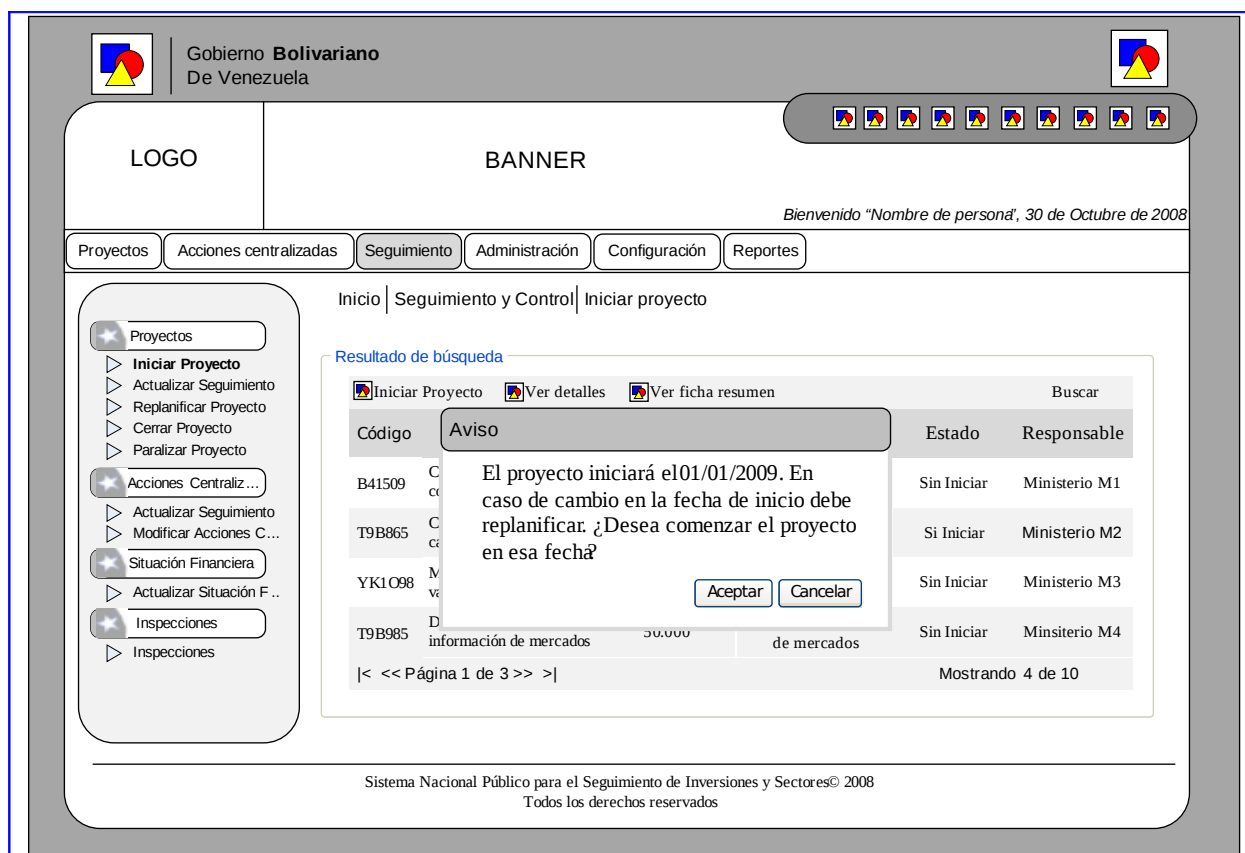 Gobierno Bolivariano
De Venezuela
LOGO
BANNER
Bienvenido “Nombre de persona”, 30 de Octubre de 2008
Proyectos Acciones centralizadas Seguimiento Administración Configuración Reportes
Inicio Seguimiento y Control Iniciar proyecto
Proyectos
Iniciar Proyecto
Actualizar Seguimiento
Replanificar Proyecto
Cerrar Proyecto
Paralizar Proyecto
Acciones Centraliz...
Actualizar Seguimiento
Modificar Acciones C...
Situación Financiera
Actualizar Situación F..
Inspecciones
Inspecciones
Resultado de búsqueda
Iniciar Proyecto Ver detalles Ver ficha resumen Buscar
Código Estado Responsable
Aviso
El proyecto iniciará el 01/01/2009. En
caso de cambio en la fecha de inicio debe
replanificar. ¿Desea comenzar el proyecto
en esa fecha?
Aceptar Cancelar
B41509 Sin Iniciar Ministerio M1
T9B865 Si Iniciar Ministerio M2
YK1O98 Sin Iniciar Ministerio M3
T9B985 información de mercados 50.000 de mercados Sin Iniciar Minsiterio M4
|< << Página 1 de 3 >> >| Mostrando 4 de 10
Sistema Nacional Público para el Seguimiento de Inversiones y Sectores© 2008
Todos los derechos reservados